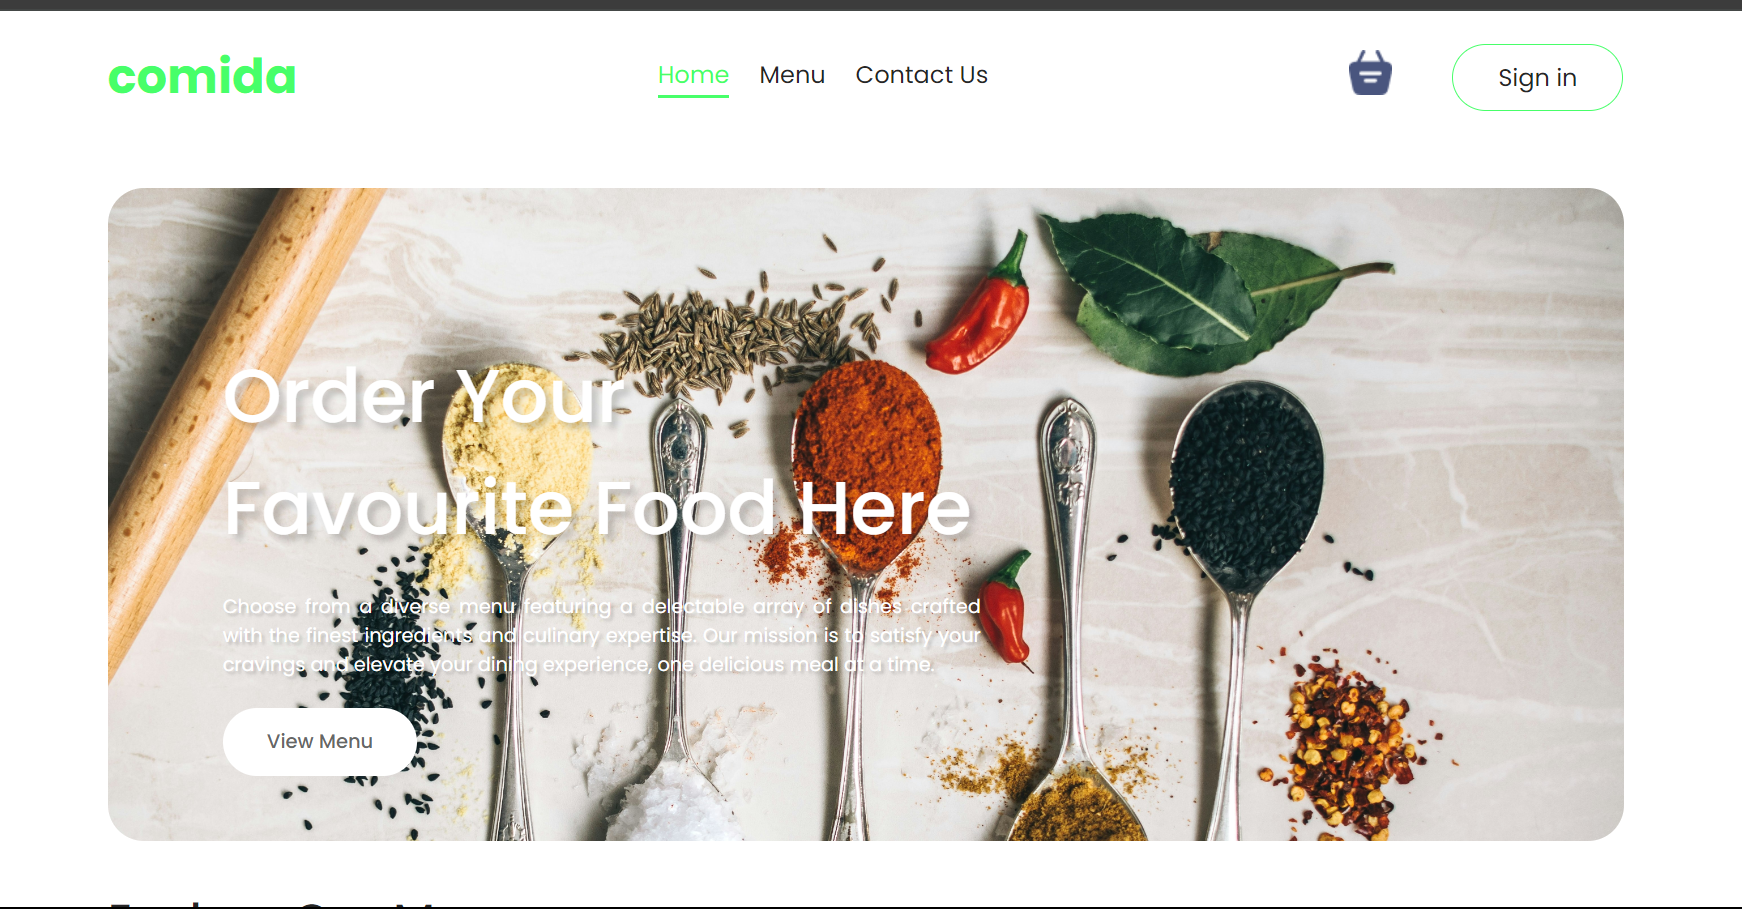 comida
Home Menu Contact Us
Sign in
Order Your
Favourite Food Here
Choose from a diverse menu featuring a delectable array of dishes crafted
with the finest ingredients and culinary expertise. Our mission is to satisfy your
cravings and elevate your dining experience, one delicious meal at a time.
View Menu